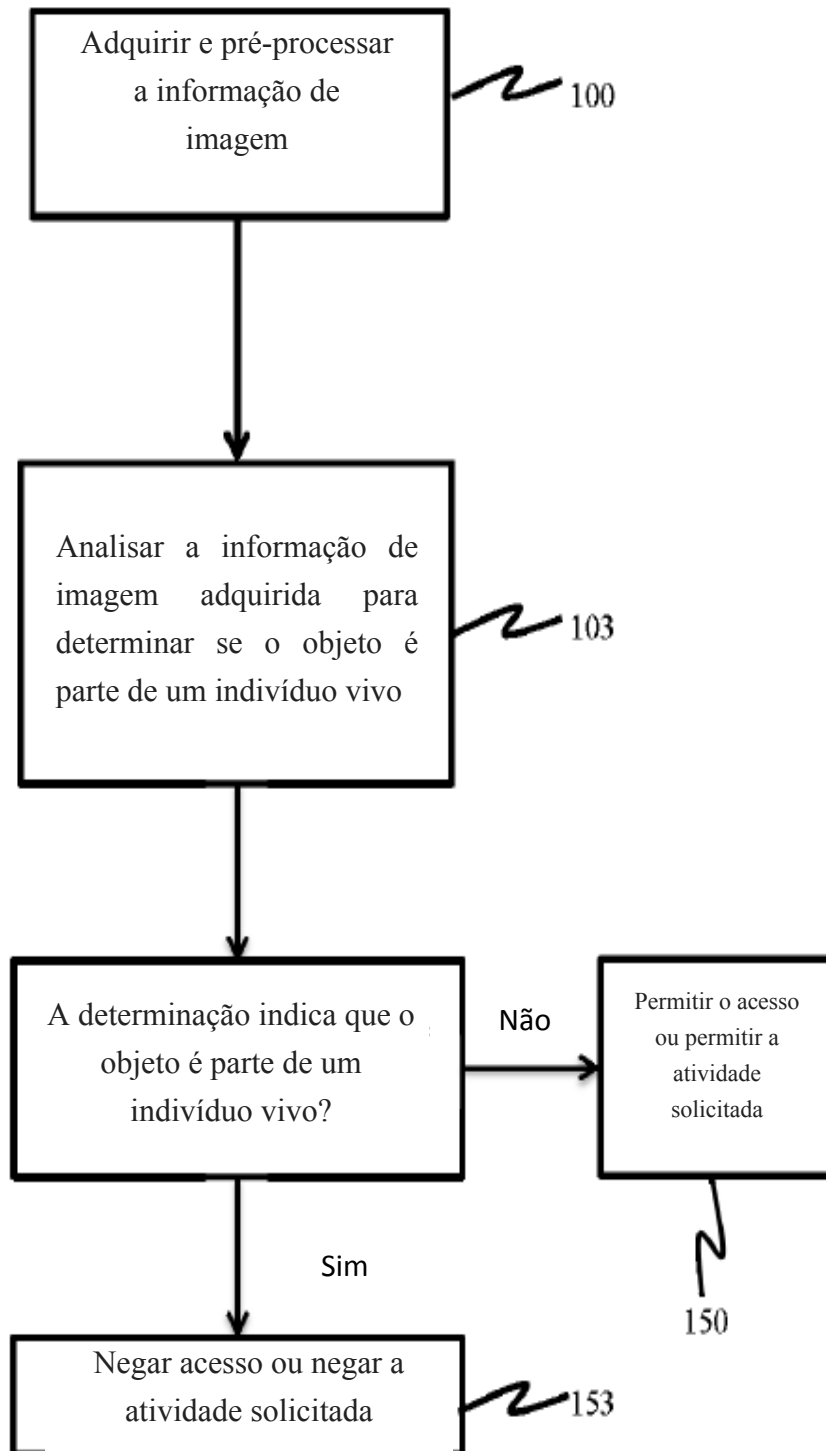 Adquirir e pré-processar
a informação de
imagem
100
Analisar a informação de
imagem adquirida para
determinar se o objeto é
parte de um indivíduo vivo
103
A determinação indica que o
objeto é parte de um
indivíduo vivo?
Não
Permitir o acesso
ou permitir a
atividade
solicitada
150
Sim
Negar acesso ou negar a
atividade solicitada
153